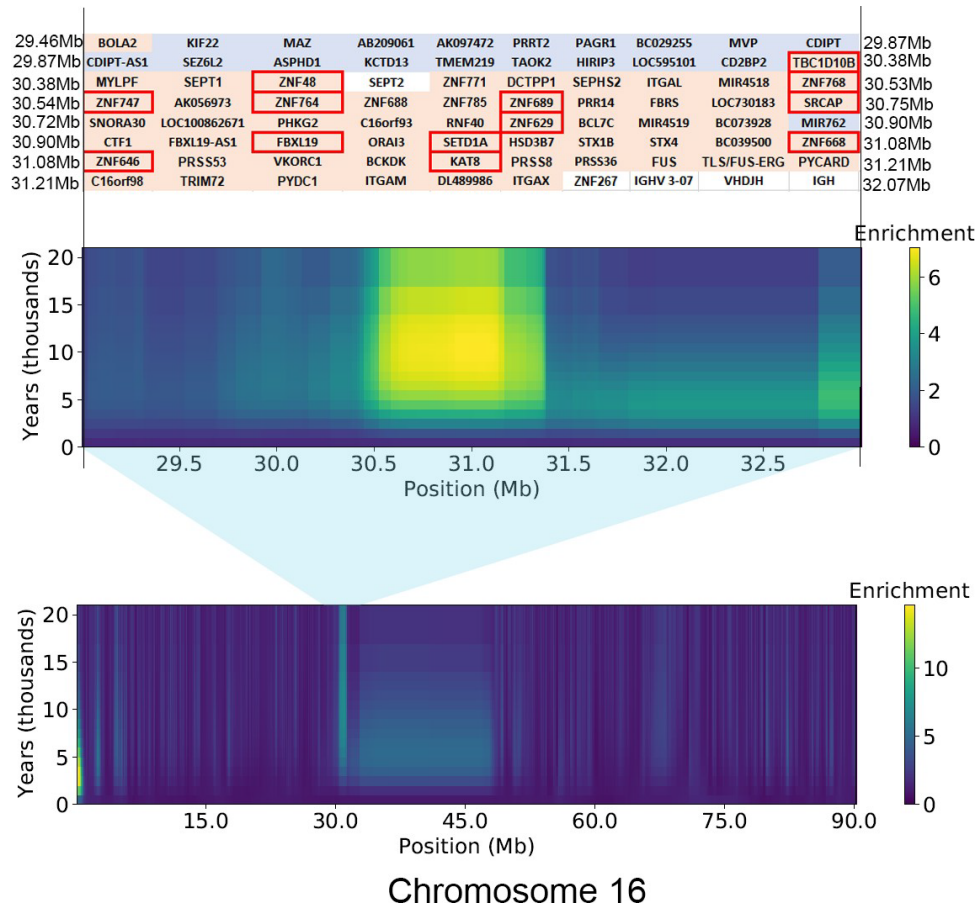 29.46Mb BOLA2 KIF22 MAZ AB209061 AK097472 PRRT2 PAGR1 BC029255 MVP CDIPT 29.87Mb
29.87Mb CDIPT-AS1 SEZ6L2 ASPHD1 KCTD13 TMEM219 TAOK2 HIRIP3 LOC595101 CD2BP2 TBC1D10B 30.38Mb
30.38Mb MYLPF SEPT1 ZNF48 SEPT2 ZNF771 DCTPP1 SEPHS2 ITGAL MIR4518 ZNF768 30.53Mb
30.54Mb ZNF747 AK056973 ZNF764 ZNF688 ZNF785 ZNF689 PRR14 FBRS LOC730183 SRCAP 30.75Mb
30.72Mb SNORA30 LOC100862671 PHKG2 C16orf93 RNF40 ZNF629 BCL7C MIR4519 BC073928 MIR762 30.90Mb
30.90Mb CTF1 FBXL19-AS1 FBXL19 ORAI3 SETD1A HSD3B7 STX1B STX4 BC039500 ZNF668 31.08Mb
31.08Mb ZNF646 PRSS53 VKORC1 BCKDK KAT8 PRSS8 PRSS36 FUS TLS/FUS-ERG PYCARD 31.21Mb
31.21Mb C16orf98 TRIM72 PYDC1 ITGAM DL489986 ITGAX ZNF267 IGHV 3-07 VHDJH IGH 32.07Mb
Enrichment
Years (thousands)
20
15
10
5
0
6
4
2
0
29.5 30.0 30.5 31.0 31.5 32.0 32.5
Position (Mb)
Enrichment
Years (thousands)
20
15
10
5
0
10
5
0
15.0 30.0 45.0 60.0 75.0 90.0
Position (Mb)
Chromosome 16